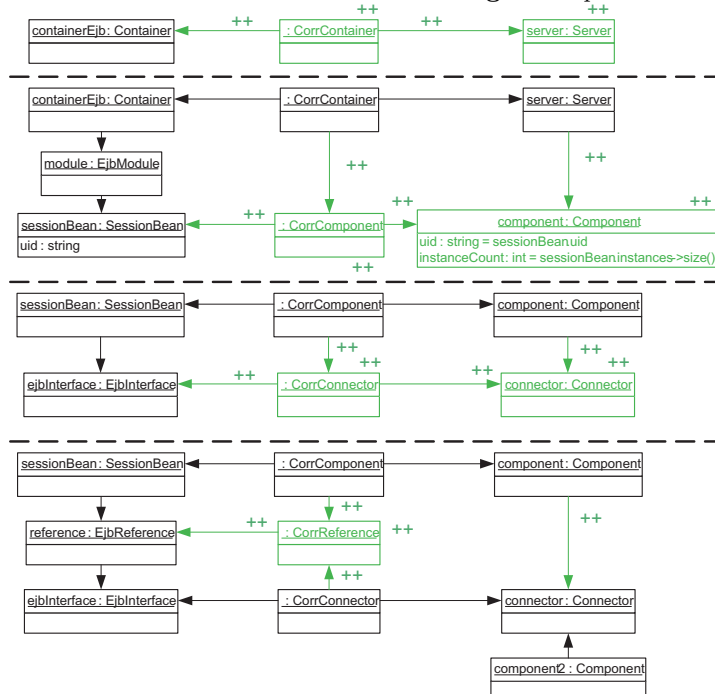 ++ ++
containerEjb: Container ++ : CorrContainer ++ server: Server
containerEjb: Container : CorrContainer server: Server
++ ++
module: EjbModule
++ ++ ++
sessionBean: SessionBean : CorrComponent component: Component
uid: string uid : string = sessionBean.uid
instanceCount: int = sessionBean.instances->size()
++
sessionBean: SessionBean : CorrComponent component: Component
++ ++
++ ++
ejbInterface: EjbInterface ++ : CorrConnector ++ connector: Connector
sessionBean: SessionBean : CorrComponent component: Component
++ ++
reference: EjbReference ++ : CorrReference ++
++
ejbInterface: EjbInterface : CorrConnector connector: Connector
component2 : Component